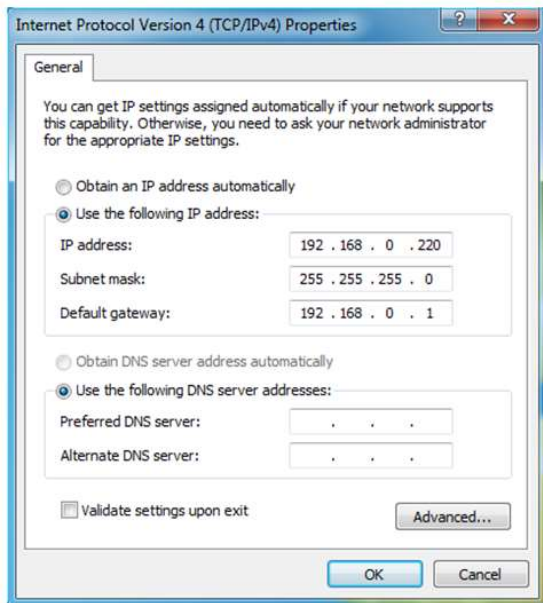 Internet Protocol Version 4 (TCP/IPv4) Properties
?
X
General
You can get IP settings assigned automatically if your network supports
this capability. Otherwise, you need to ask your network administrator
for the appropriate IP settings.
Obtain an IP address automatically
Use the following IP address:
IP address: 192 . 168 . 0 . 220
Subnet mask: 255 . 255 . 255 . 0
Default gateway: 192 . 168 . 0 . 1
Obtain DNS server address automatically
Use the following DNS server addresses:
Preferred DNS server: . . .
Alternate DNS server: . . .
Validate settings upon exit
Advanced...
OK
Cancel